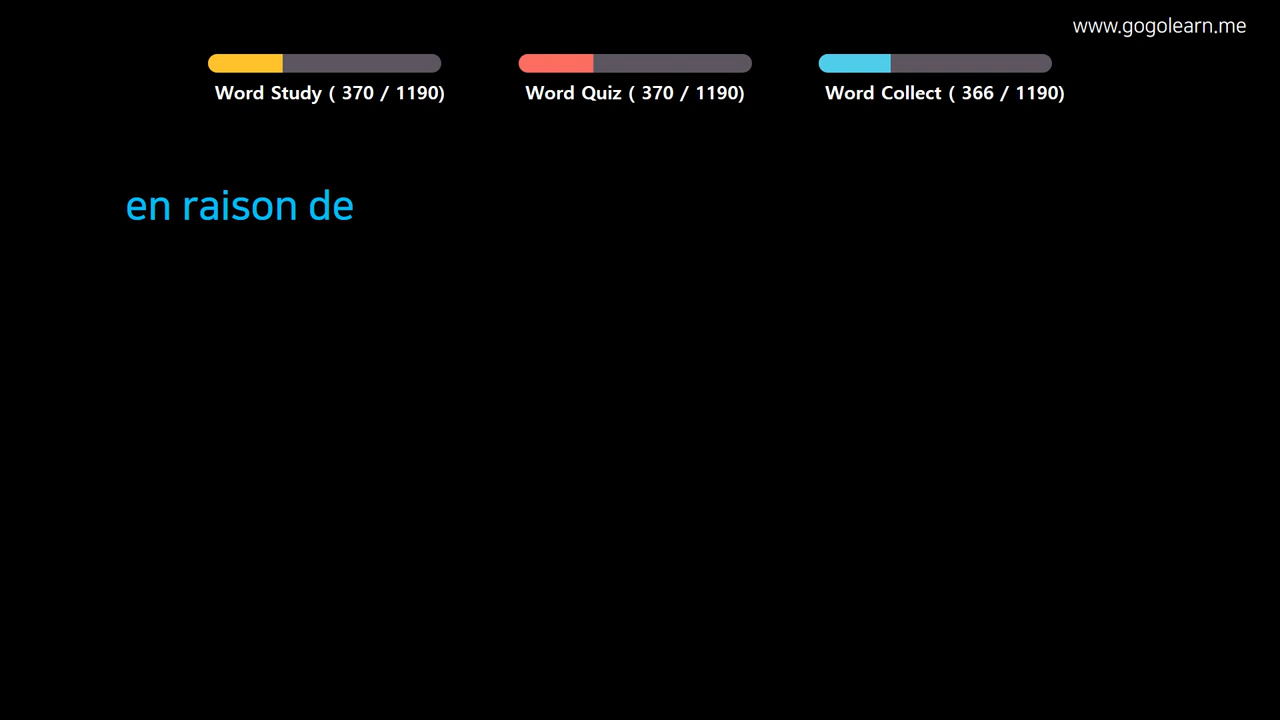 www.gogolearn.me
Word Study ( 370 / 1190)
Word Quiz ( 370 / 1190)
Word Collect ( 366 / 1190)
en raison de